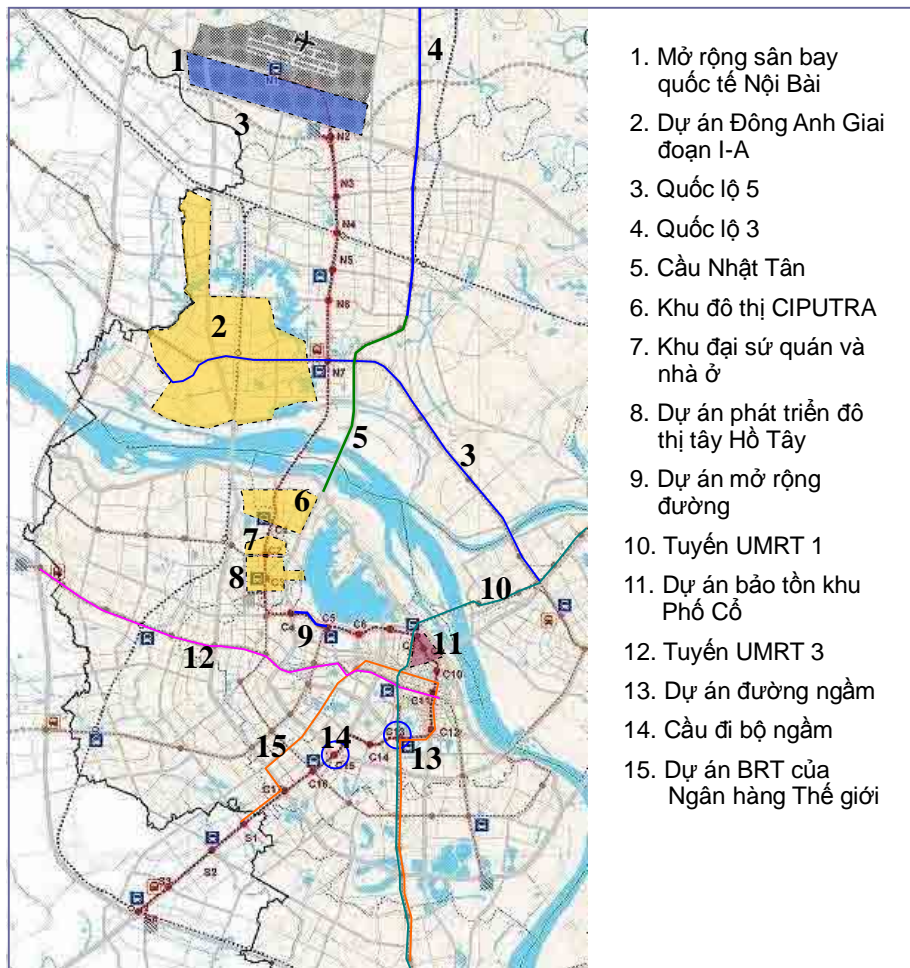 1
4
3
N2
N3
N4
N5
N6
2
N7
5
3
6
7
8
10
C4
C5
9
C6
11
12
C10
C11
C12
C13
14
C14
13
15
C15
C16
S1
S2
S3
1. Mở rộng sân bay
quốc tế Nội Bài
2. Dự án Đông Anh Giai
đoạn I-A
3. Quốc lộ 5
4. Quốc lộ 3
5. Cầu Nhật Tân
6. Khu đô thị CIPUTRA
7. Khu đại sứ quán và
nhà ở
8. Dự án phát triển đô
thị tây Hồ Tây
9. Dự án mở rộng
đường
10. Tuyến UMRT 1
11. Dự án bảo tồn khu
Phố Cổ
12. Tuyến UMRT 3
13. Dự án đường ngầm
14. Cầu đi bộ ngầm
15. Dự án BRT của
Ngân hàng Thế giới